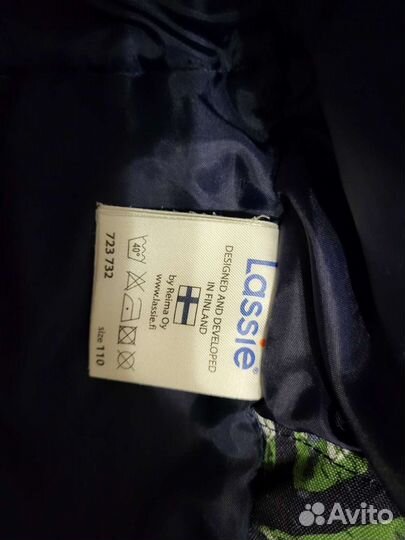 Lassie
DESIGNED AND DEVELOPED
IN FINLAND
by Reima Oy
www.lassie.fi
40°
723 732
size 110
Avito